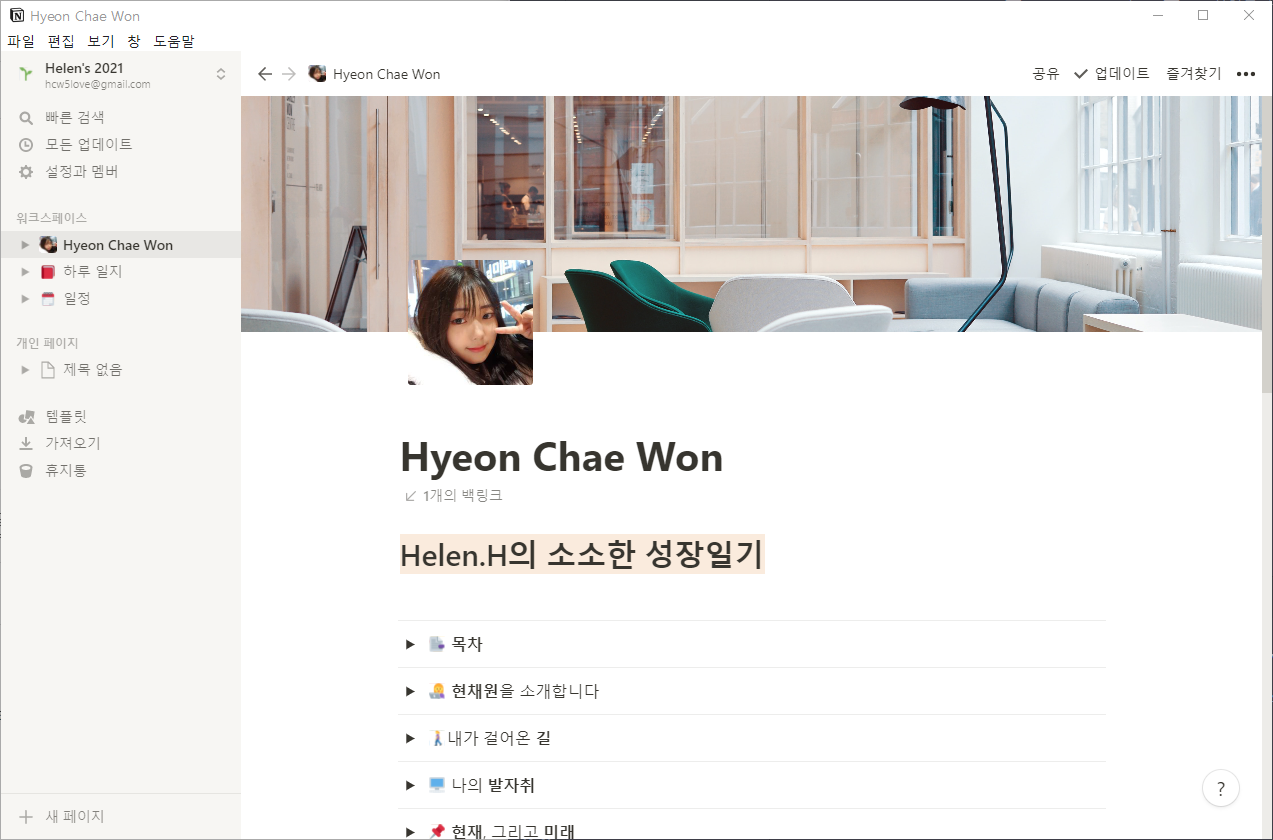 Hyeon Chae Won
파일 편집 보기 창 도움말
Helen's 2021
hcw5love@gmail.com
Hyeon Chae Won
공유 업데이트 즐겨찾기
빠른 검색
모든 업데이트
설정과 멤버
워크스페이스
Hyeon Chae Won
하루 일지
일정
개인 페이지
제목 없음
템플릿
가져오기
휴지통
새 페이지
Hyeon Chae Won
1개의 백링크
Helen.H의 소소한 성장일기
목차
현채원을 소개합니다
내가 걸어온 길
나의 발자취
현재, 그리고 미래
?